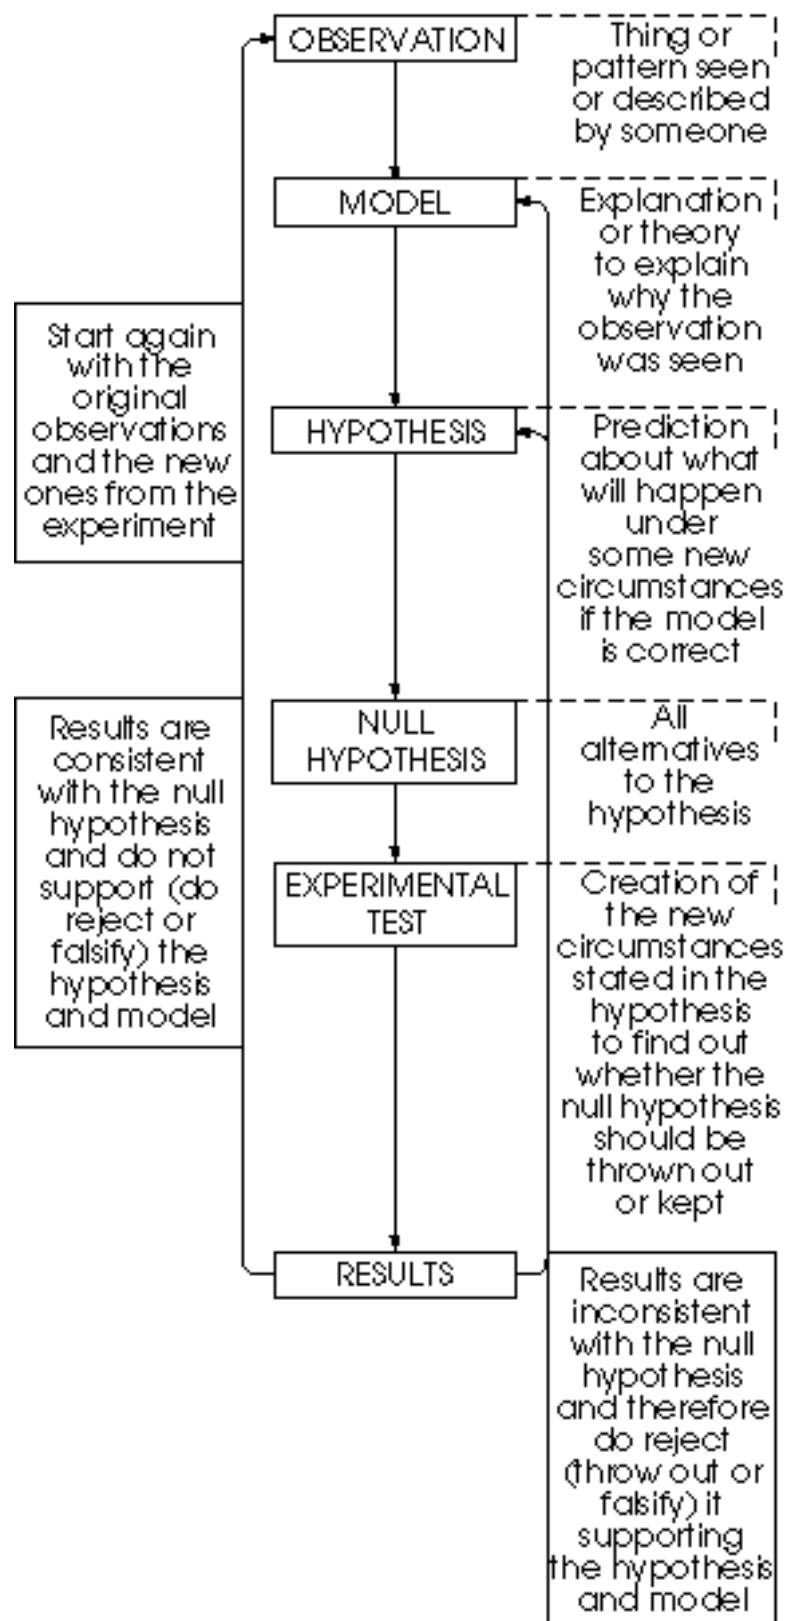 OBSERVATION
Thing or
pattern seen
or described
by someone
MODEL
Explanation
or theory
to explain
why the
observation
was seen
Start again
with the
original
observations
and the new
ones from the
experiment
HYPOTHESIS
Prediction
about what
will happen
under
some new
circumstances
if the model
is correct
Results are
consistent
with the null
hypothesis
and do not
support (do
reject or
falsify) the
hypothesis
and model
NULL
HYPOTHESIS
All
alternatives
to the
hypothesis
EXPERIMENTAL
TEST
Creation of
the new
circumstances
stated in the
hypothesis
to find out
whether the
null hypothesis
should be
thrown out
or kept
RESULTS
Results are
inconsistent
with the null
hypothesis
and therefore
do reject
(throw out or
falsify) it
supporting
the hypothesis
and model